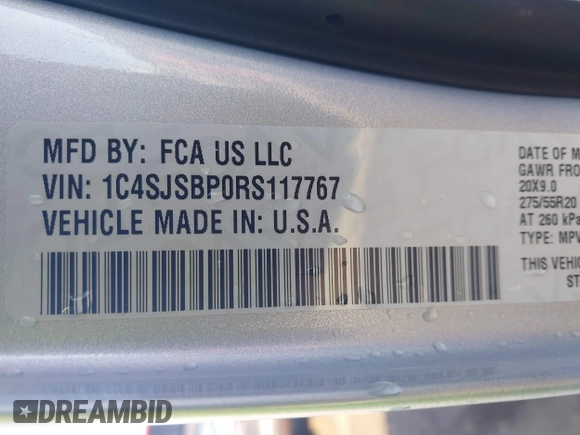 MFD BY: FCA US LLC
VIN: 1C4SJSBP0RS117767
VEHICLE MADE IN: U.S.A.
DATE OF M
GAWR FRO
20X9.0
275/55R20
AT 260 kPa
TYPE: MPV
THIS VEHIC
ST
DREAMBID